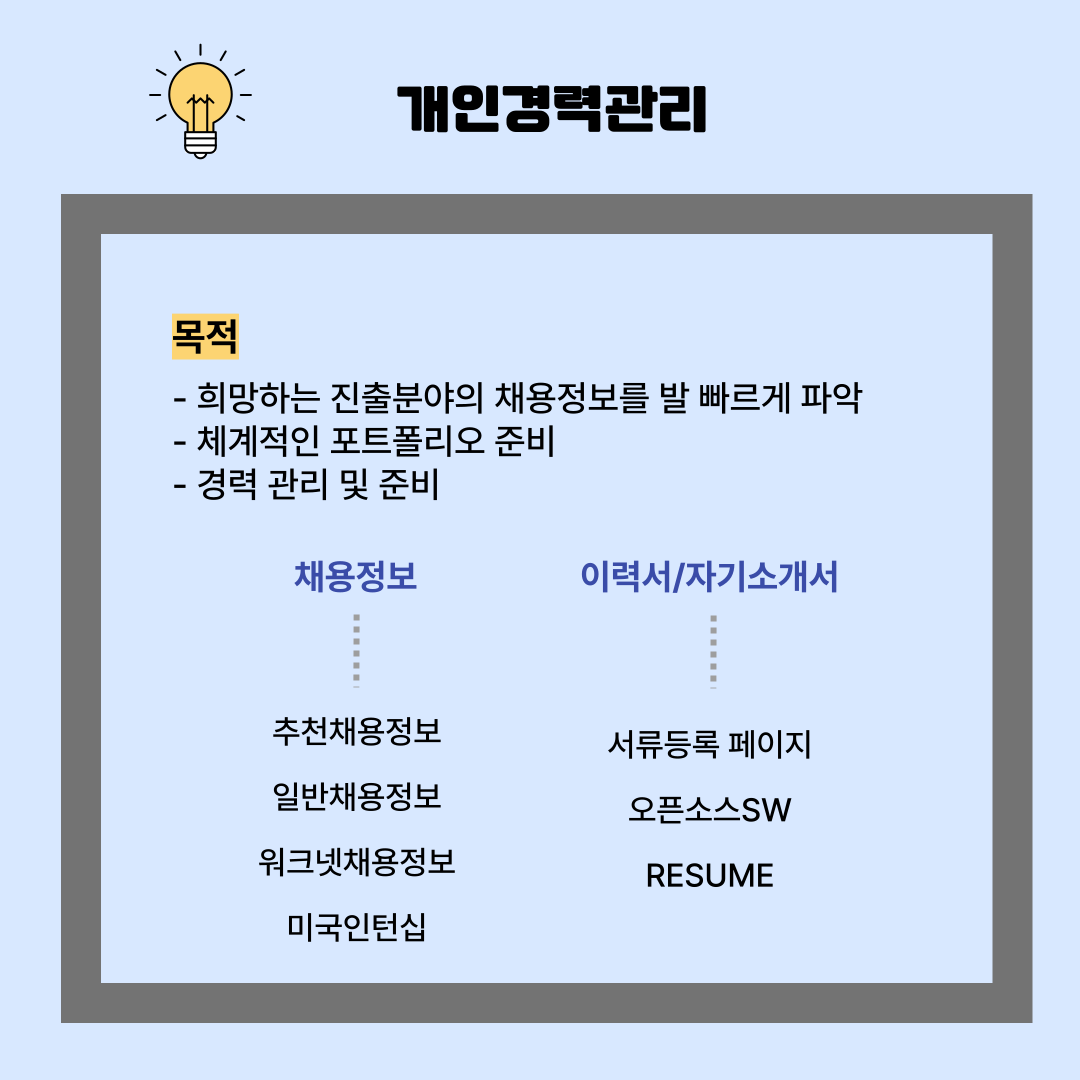 개인경력관리
목적
- 희망하는 진출분야의 채용정보를 발 빠르게 파악
- 체계적인 포트폴리오 준비
- 경력 관리 및 준비
채용정보
추천채용정보
일반채용정보
워크넷채용정보
미국인턴십
이력서/자기소개서
서류등록 페이지
오픈소스SW
RESUME